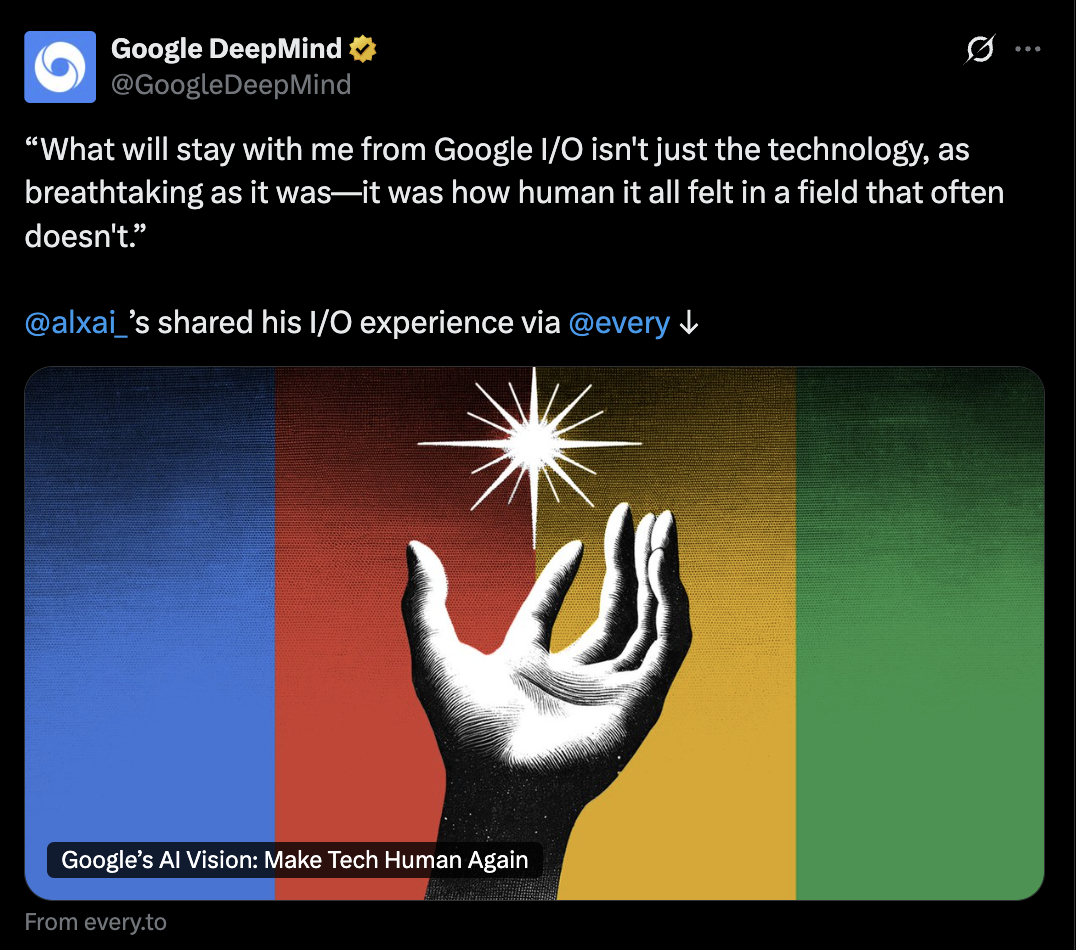 Google DeepMind
@GoogleDeepMind
“What will stay with me from Google I/O isn't just the technology, as
breathtaking as it was—it was how human it all felt in a field that often
doesn't.”
@alxai_’s shared his I/O experience via @every ↓
Google’s AI Vision: Make Tech Human Again
From every.to